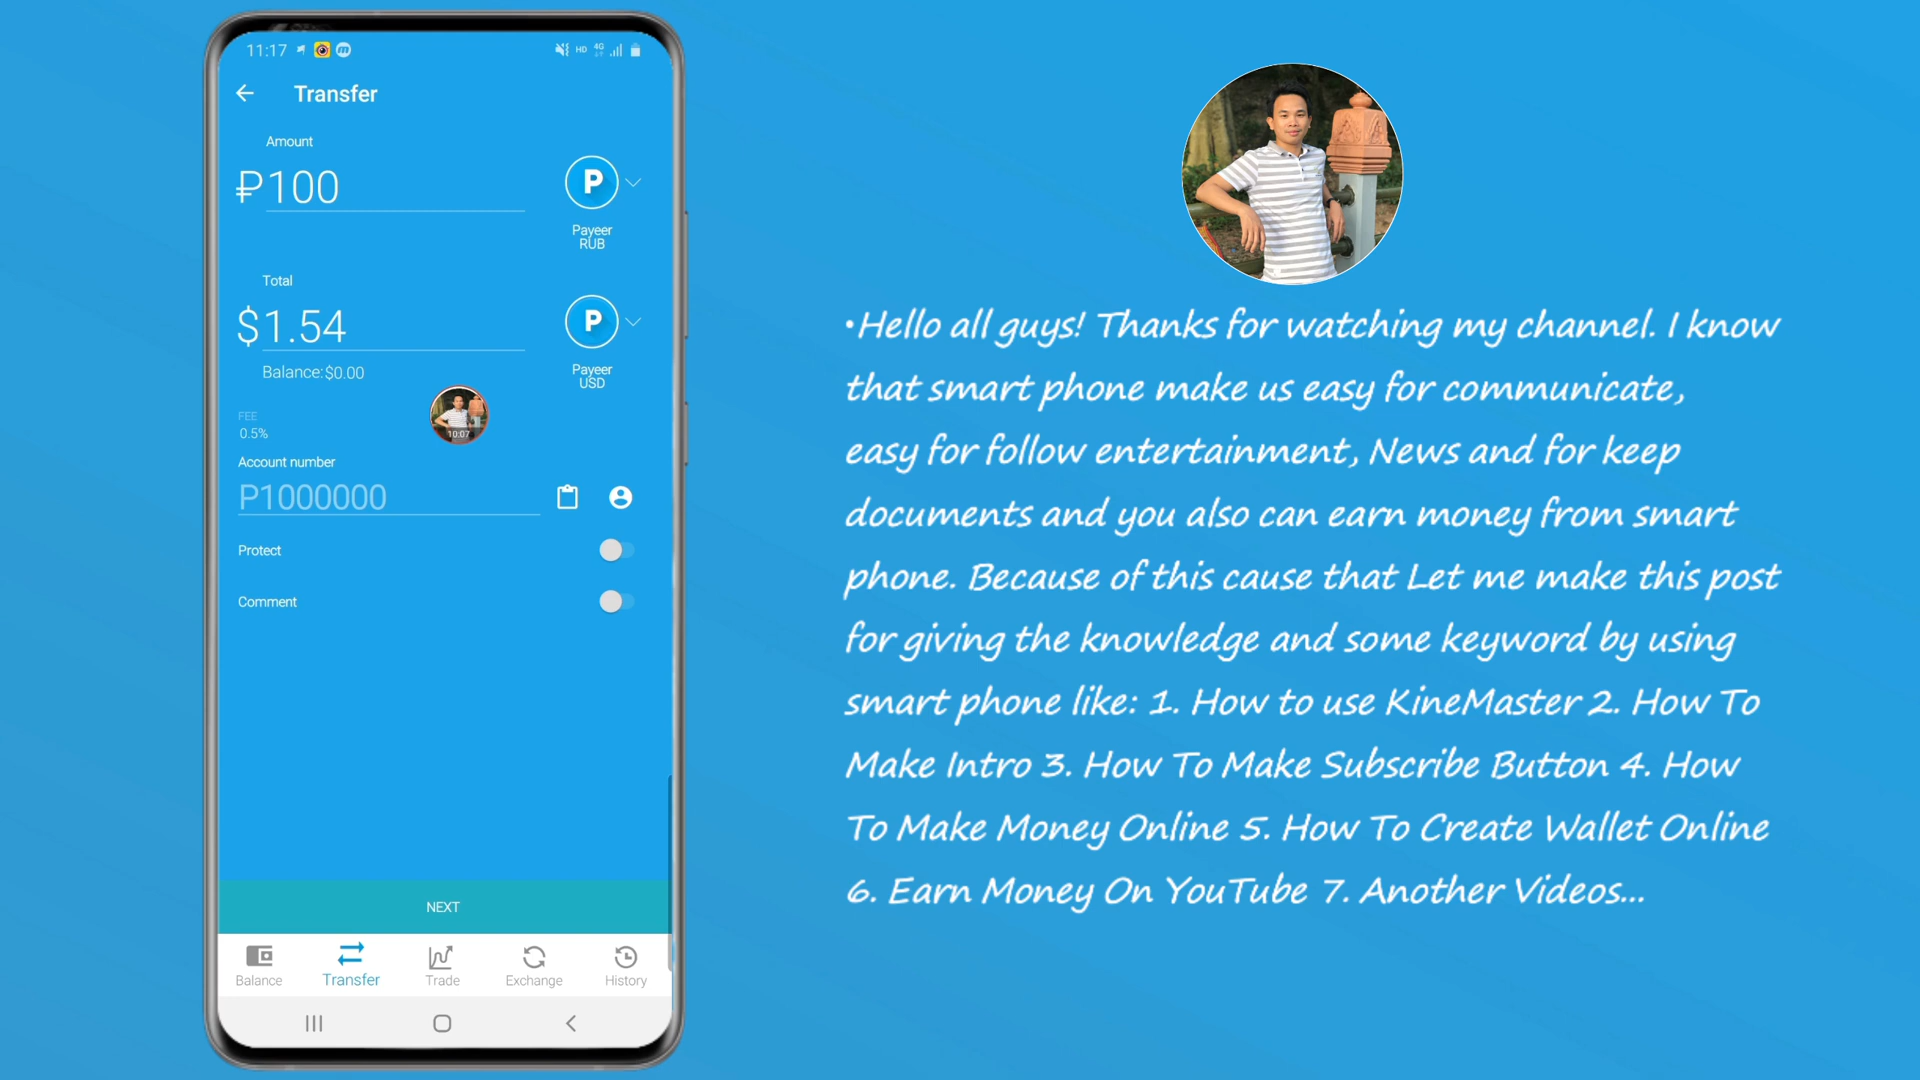 11:17
HD 4G
Transfer
Amount
₽100
P
Payeer
RUB
Total
$1.54
P
Payeer
USD
Balance:$0.00
10:07
FEE
0.5%
Account number
P1000000
Protect
Comment
NEXT
Balance
Transfer
Trade
Exchange
History
•Hello all guys! Thanks for watching my channel. I know
that smart phone make us easy for communicate,
easy for follow entertainment, News and for keep
documents and you also can earn money from smart
phone. Because of this cause that Let me make this post
for giving the knowledge and some keyword by using
smart phone like: 1. How to use KineMaster 2. How To
Make Intro 3. How To Make Subscribe Button 4. How
To Make Money Online 5. How To Create Wallet Online
6. Earn Money On YouTube 7. Another Videos...